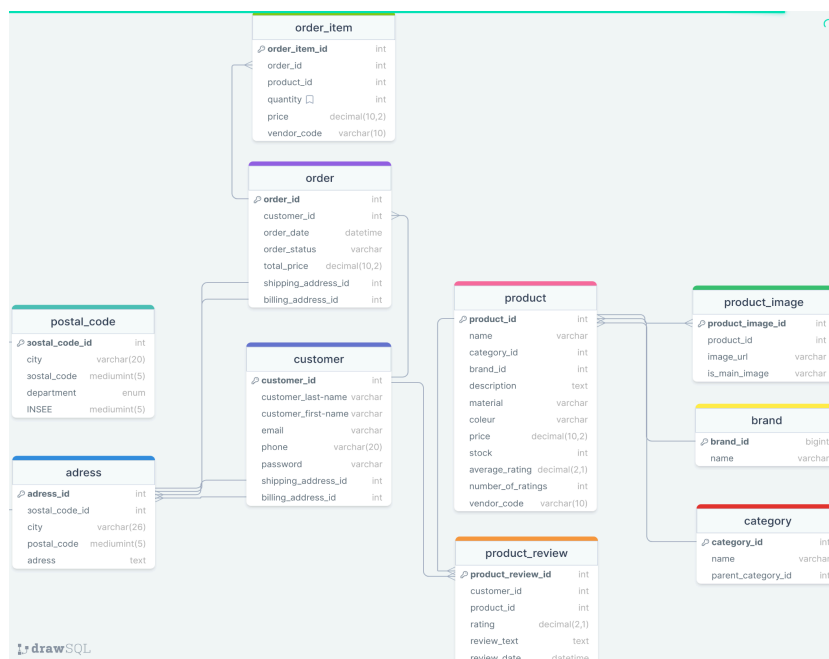 order_item
order_item_id int
order_id int
product_id int
quantity int
price decimal(10,2)
vendor_code varchar(10)
order
order_id int
customer_id int
order_date datetime
order_status varchar
total_price decimal(10,2)
shipping_address_id int
billing_address_id int
postal_code
postal_code_id int
city varchar(20)
postal_code mediumint(5)
department enum
INSEE mediumint(5)
customer
customer_id int
customer_last-name varchar
customer_first-name varchar
email varchar
phone varchar(20)
password varchar
shipping_address_id int
billing_address_id int
adress
adress_id int
postal_code_id int
city varchar(26)
postal_code mediumint(5)
adress text
product
product_id int
name varchar
category_id int
brand_id int
description text
material varchar
coleur varchar
price decimal(10,2)
stock int
average_rating decimal(2,1)
number_of_ratings int
vendor_code varchar(10)
product_image
product_image_id int
product_id int
image_url varchar
is_main_image varchar
brand
brand_id bigint
name varchar
category
category_id int
name varchar
parent_category_id int
product_review
product_review_id int
customer_id int
product_id int
rating decimal(2,1)
review_text text
review_date datetime
drawSQL